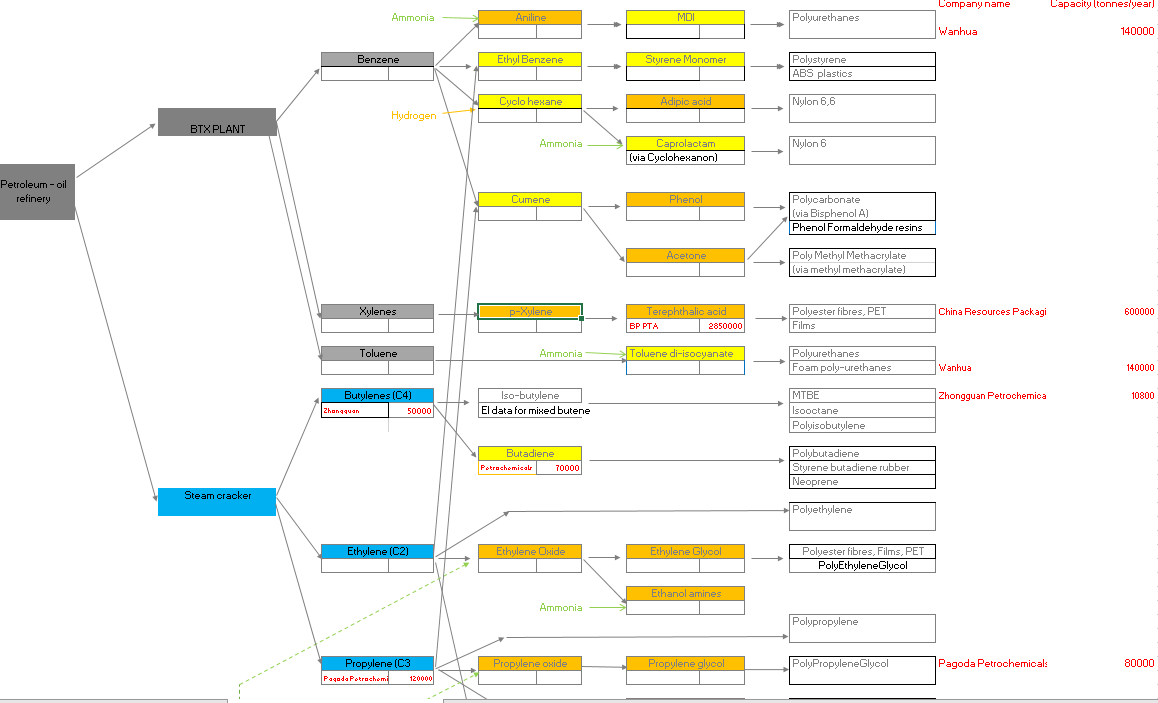 Company name Capacity (tonnes/year)
Ammonia Aniline MDI Polyurethanes
Wanhua 140000
Benzene Ethyl Benzene Styrene Monomer Polystyrene
ABS plastics
Cyclo hexane Adipic acid Nylon 6,6
Hydrogen
BTX PLANT
Ammonia Caprolactam Nylon 6
(via Cyclohexanon)
Petroleum - oil
refinery
Cumene Phenol Polycarbonate
(via Bisphenol A)
Phenol Formaldehyde resins
Acetone Poly Methyl Methacrylate
(via methyl methacrylate)
Xylenes p-Xylene Terephthalic acid Polyester fibres, PET China Resources Packagi 600000
BP PTA 2850000 Films
Toluene Ammonia Toluene di-isocyanate Polyurethanes
Foam poly-urethanes Wanhua 140000
Butylenes (C4) Iso-butylene MTBE Zhongguan Petrochemica 10800
Zhongguan 50000 EI data for mixed butene Isooctane
Polyisobutylene
Butadiene Polybutadiene
Petrochemicals 70000 Styrene butadiene rubber
Neoprene
Steam cracker
Polyethylene
Ethylene (C2) Ethylene Oxide Ethylene Glycol Polyester fibres, Films, PET
PolyEthyleneGlycol
Ethanol amines
Ammonia
Polypropylene
Propylene (C3 Propylene oxide Propylene glycol PolyPropyleneGlycol Pagoda Petrochemicals 80000
Pagoda Petrochemi 120000